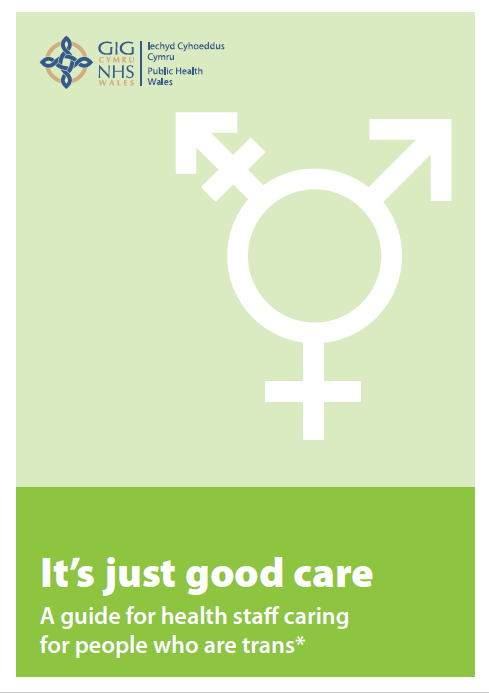 GIG
CYMRU
NHS
WALES
Iechyd Cyhoeddus
Cymru
Public Health
Wales
It’s just good care
A guide for health staff caring
for people who are trans*